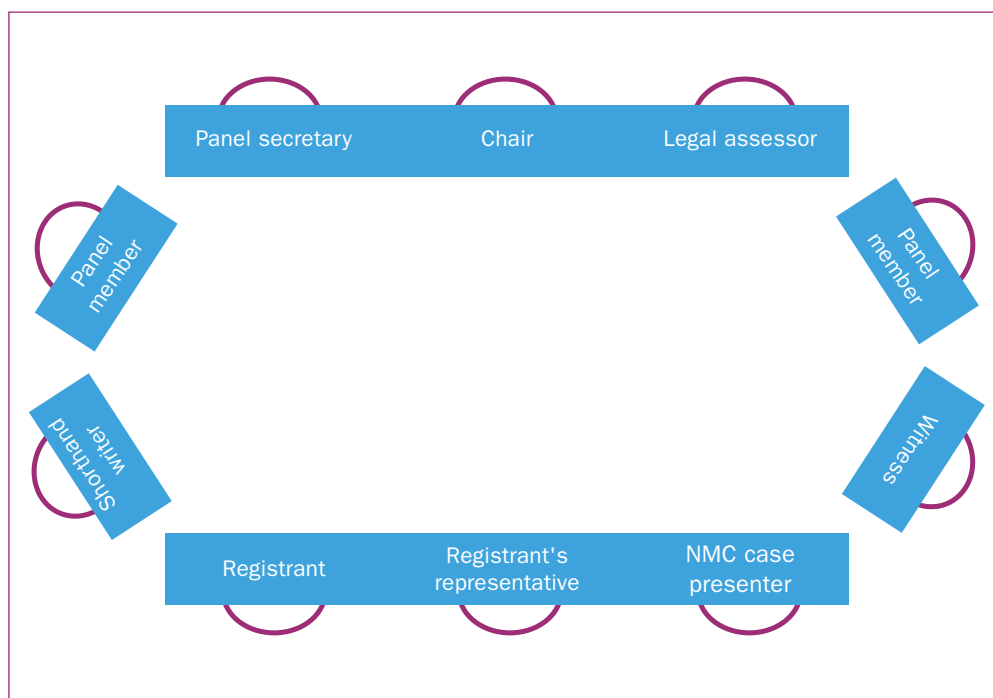 Panel secretary
Chair
Legal assessor
Panel
member
Panel
member
Shorthand
writer
Witness
Registrant
Registrant's
representative
NMC case
presenter